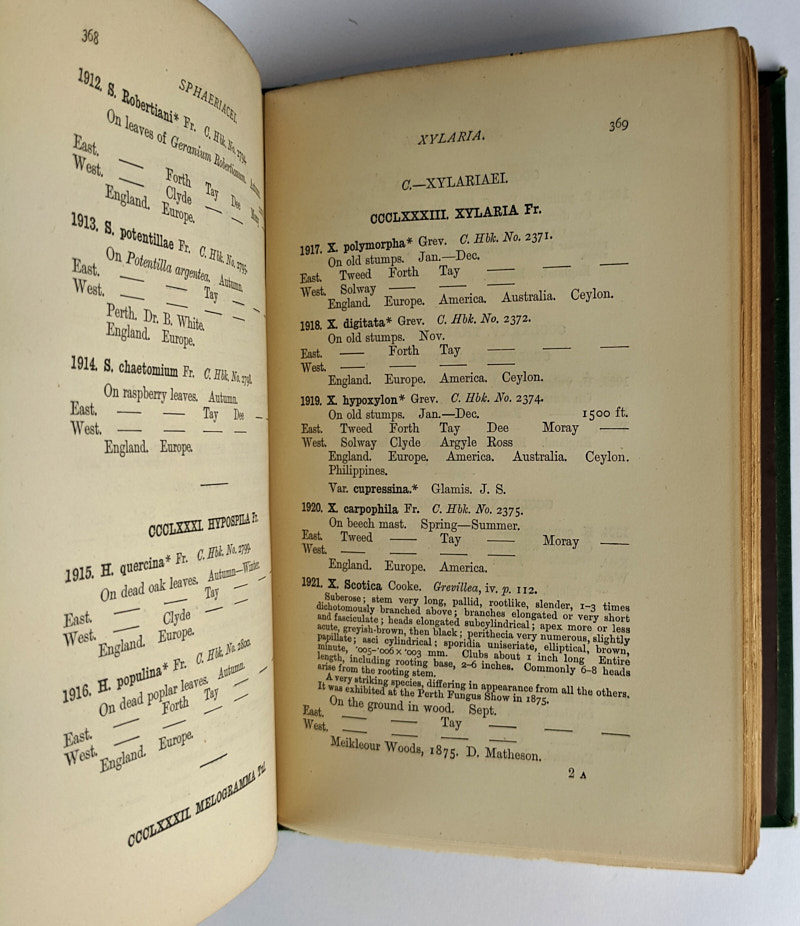 368
SPHAERIACEI.
1912. S. Robertiani* Fr. C. Hbk. No. 2794.
On leaves of Geranium Robertianum.
East. — Forth Tay Dee
West. — Clyde — —
England. Europe.
1913. S. potentillae Fr. C. Hbk. No. 2795.
On Potentilla argentea. Autumn.
East. — — Tay —
West. — — — —
Perth. Dr. B. White.
England. Europe.
1914. S. chaetomium Fr. C. Hbk. No.
On raspberry leaves. Autumn.
East. — — Tay Dee —
West. — — — —
England. Europe.
CCCLXXXI. HYPOSPILA Fr.
1915. H. quercina* Fr. C. Hbk. No. 2799.
On dead oak leaves. Autumn—Winter.
East. — — Tay —
West. — Clyde —
England. Europe.
1916. H. populina* Fr. C. Hbk. No. 2800.
On dead poplar leaves. Autumn.
East. — Forth Tay —
West. — — — —
England. Europe.
CCCLXXXII. MELOGRAMMA
XYLARIA.
369
C.—XYLARIAEI.
CCCLXXXIII. XYLARIA Fr.
1917. X. polymorpha* Grev. C. Hbk. No. 2371.
On old stumps. Jan.—Dec.
East. Tweed Forth Tay — — —
West. Solway — — —
England. Europe. America. Australia. Ceylon.
1918. X. digitata* Grev. C. Hbk. No. 2372.
On old stumps. Nov.
East. — Forth Tay — — —
West. — — — —
England. Europe. America. Ceylon.
1919. X. hypoxylon* Grev. C. Hbk. No. 2374.
On old stumps. Jan.—Dec. 1500 ft.
East. Tweed Forth Tay Dee Moray —
West. Solway Clyde Argyle Ross
England. Europe. America. Australia. Ceylon.
Philippines.
Var. cupressina.* Glamis. J. S.
1920. X. carpophila Fr. C. Hbk. No. 2375.
On beech mast. Spring—Summer.
East. Tweed — Tay — Moray —
West. — — — —
England. Europe. America.
1921. X. Scotica Cooke. Grevillea, iv. p. 112.
Suberose; stem very long, pallid, rootlike, slender, 1-3 times
dichotomously branched above; branches elongated or very short
and fasciculate; heads elongated subcylindrical; apex more or less
acute, greyish-brown, then black; perithecia very numerous, slightly
papillate; asci cylindrical; sporidia uniseriate, elliptical, brown,
minute, ·005-·006 x ·003 mm. Clubs about 1 inch long Entire
length, including rooting base, 2-6 inches. Commonly 6-8 heads
arise from the rooting stem.
A very striking species, differing in appearance from all the others.
It was exhibited at the Perth Fungus Show in 1875.
On the ground in wood. Sept.
East. — — Tay — — —
West. — — — —
Meikleour Woods, 1875. D. Matheson.
2 A